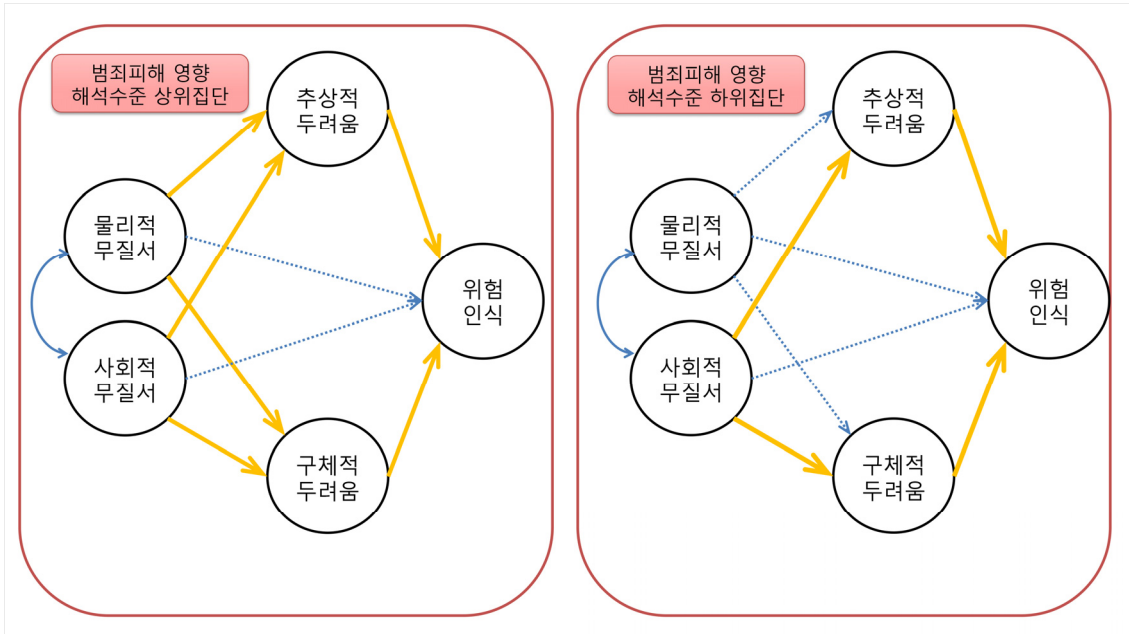 범죄피해 영향
해석수준 상위집단
추상적
두려움
물리적
무질서
위험
인식
사회적
무질서
구체적
두려움
범죄피해 영향
해석수준 하위집단
추상적
두려움
물리적
무질서
위험
인식
사회적
무질서
구체적
두려움